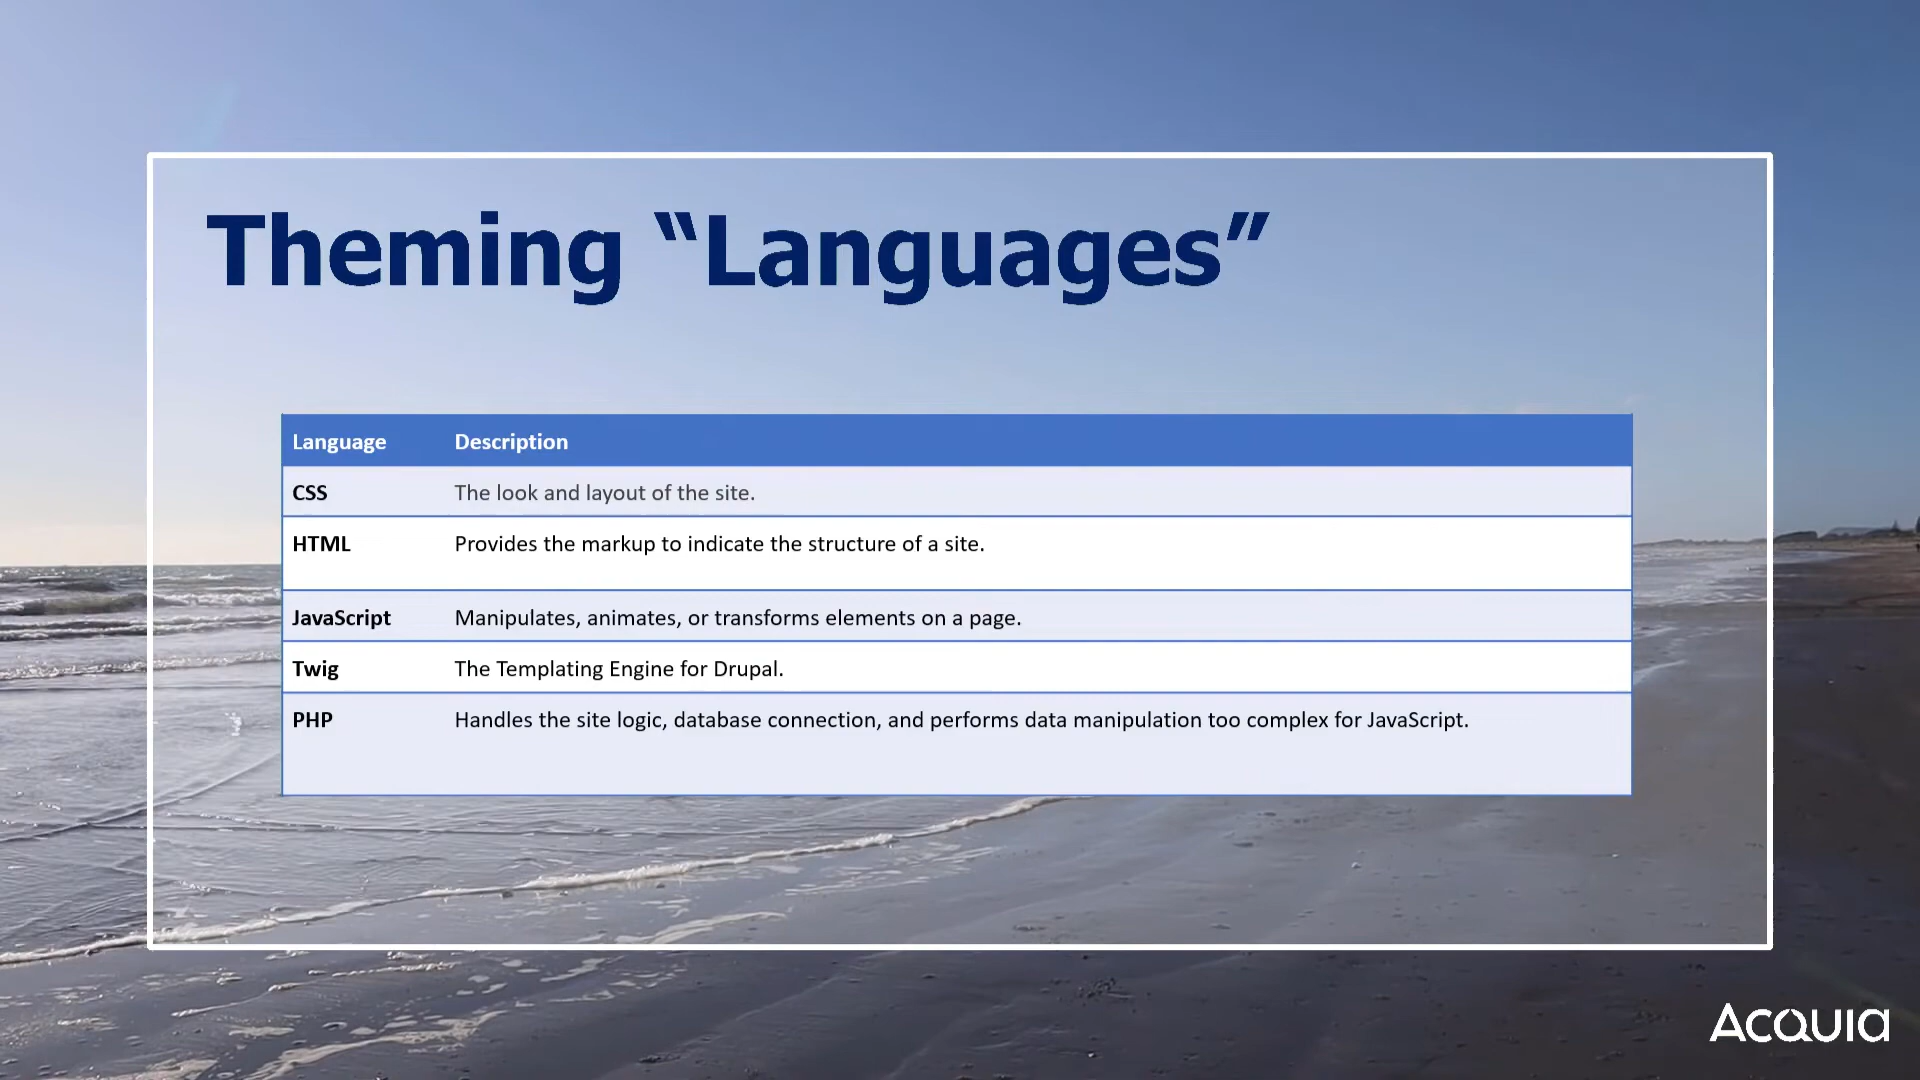 Theming “Languages”
Language Description
CSS The look and layout of the site.
HTML Provides the markup to indicate the structure of a site.
JavaScript Manipulates, animates, or transforms elements on a page.
Twig The Templating Engine for Drupal.
PHP Handles the site logic, database connection, and performs data manipulation too complex for JavaScript.
Acquia